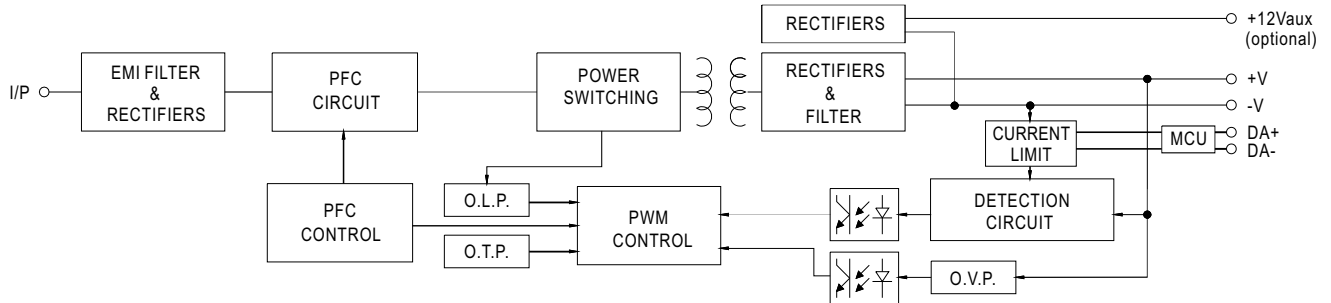 RECTIFIERS
+12Vaux
(optional)
I/P
EMI FILTER
&
RECTIFIERS
PFC
CIRCUIT
POWER
SWITCHING
RECTIFIERS
&
FILTER
+V
-V
CURRENT
LIMIT
MCU
DA+
DA-
PFC
CONTROL
O.L.P.
O.T.P.
PWM
CONTROL
DETECTION
CIRCUIT
O.V.P.